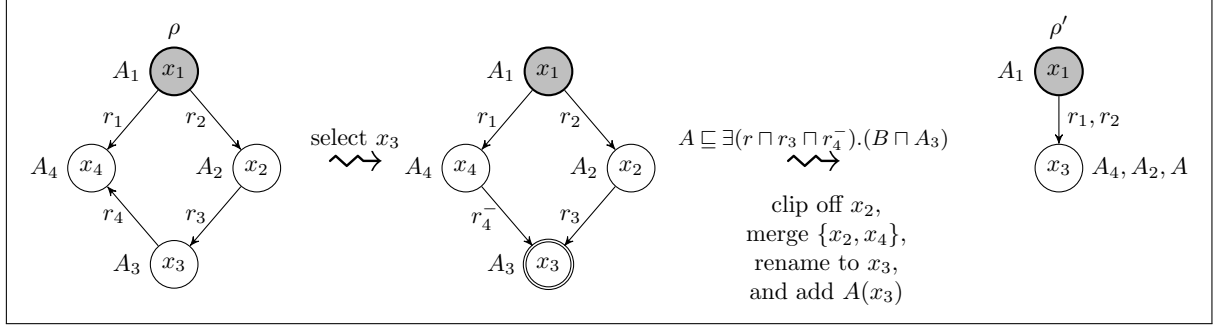 ρ
A₁ x₁
r₁ r₂
A₄ x₄ A₂ x₂
r₄ r₃
A₃ x₃
select x₃
A₁ x₁
r₁ r₂
A₄ x₄ A₂ x₂
r₄⁻ r₃
A₃ x₃
A ⊑ ∃(r ⊓ r₃ ⊓ r₄⁻).(B ⊓ A₃)
clip off x₂,
merge {x₂, x₄},
rename to x₃,
and add A(x₃)
ρ′
A₁ x₁
r₁, r₂
x₃ A₄, A₂, A